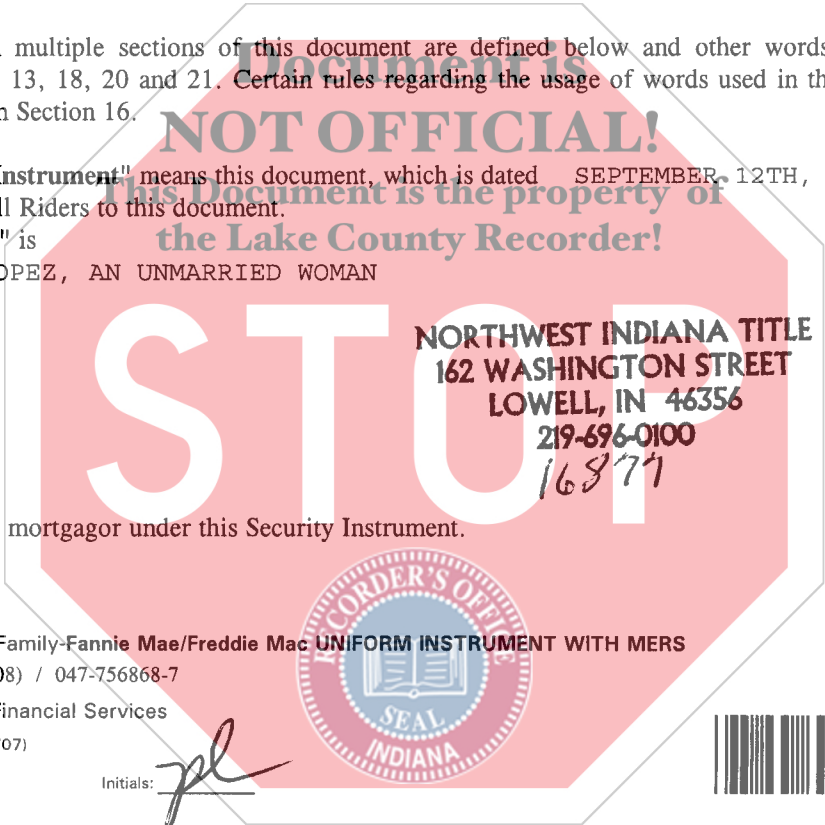 multiple sections of this document are defined below and other words
13, 18, 20 and 21. Certain rules regarding the usage of words used in th
Section 16.
Document is
NOT OFFICIAL!
This Document is the property of
the Lake County Recorder!
Instrument" means this document, which is dated SEPTEMBER 12TH,
ll Riders to this document.
" is
OPEZ, AN UNMARRIED WOMAN
STOP
NORTHWEST INDIANA TITLE
162 WASHINGTON STREET
LOWELL, IN 46356
219-696-0100
16877
mortgagor under this Security Instrument.
RECORDER'S OFFICE
SEAL
INDIANA
Family-Fannie Mae/Freddie Mac UNIFORM INSTRUMENT WITH MERS
08) / 047-756868-7
Financial Services
07)
Initials: pl